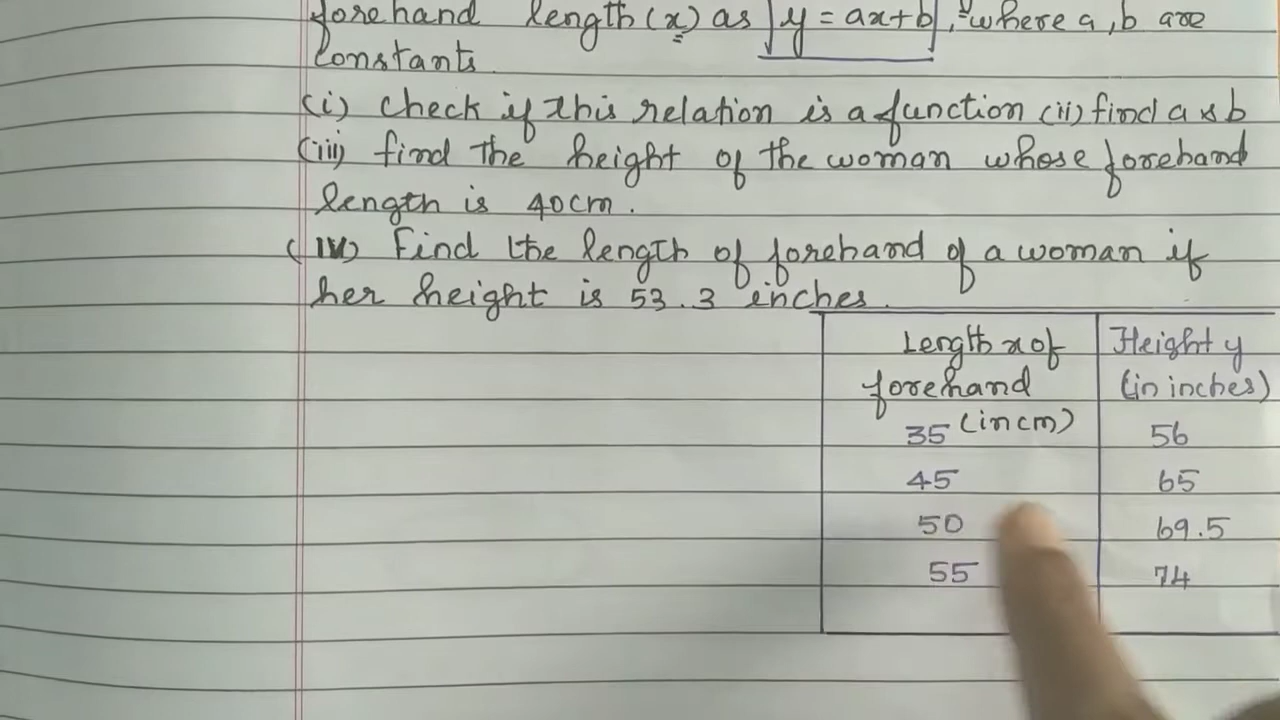 forehand length(x) as y = ax+b, where a, b are
constants.
(i) check if this relation is a function (ii) find a & b
(iii) find the height of the woman whose forehand
length is 40cm.
(iv) Find the length of forehand of a woman if
her height is 53.3 inches.
Length x of forehand (in cm) Height y (in inches)
35 56
45 65
50 69.5
55 74